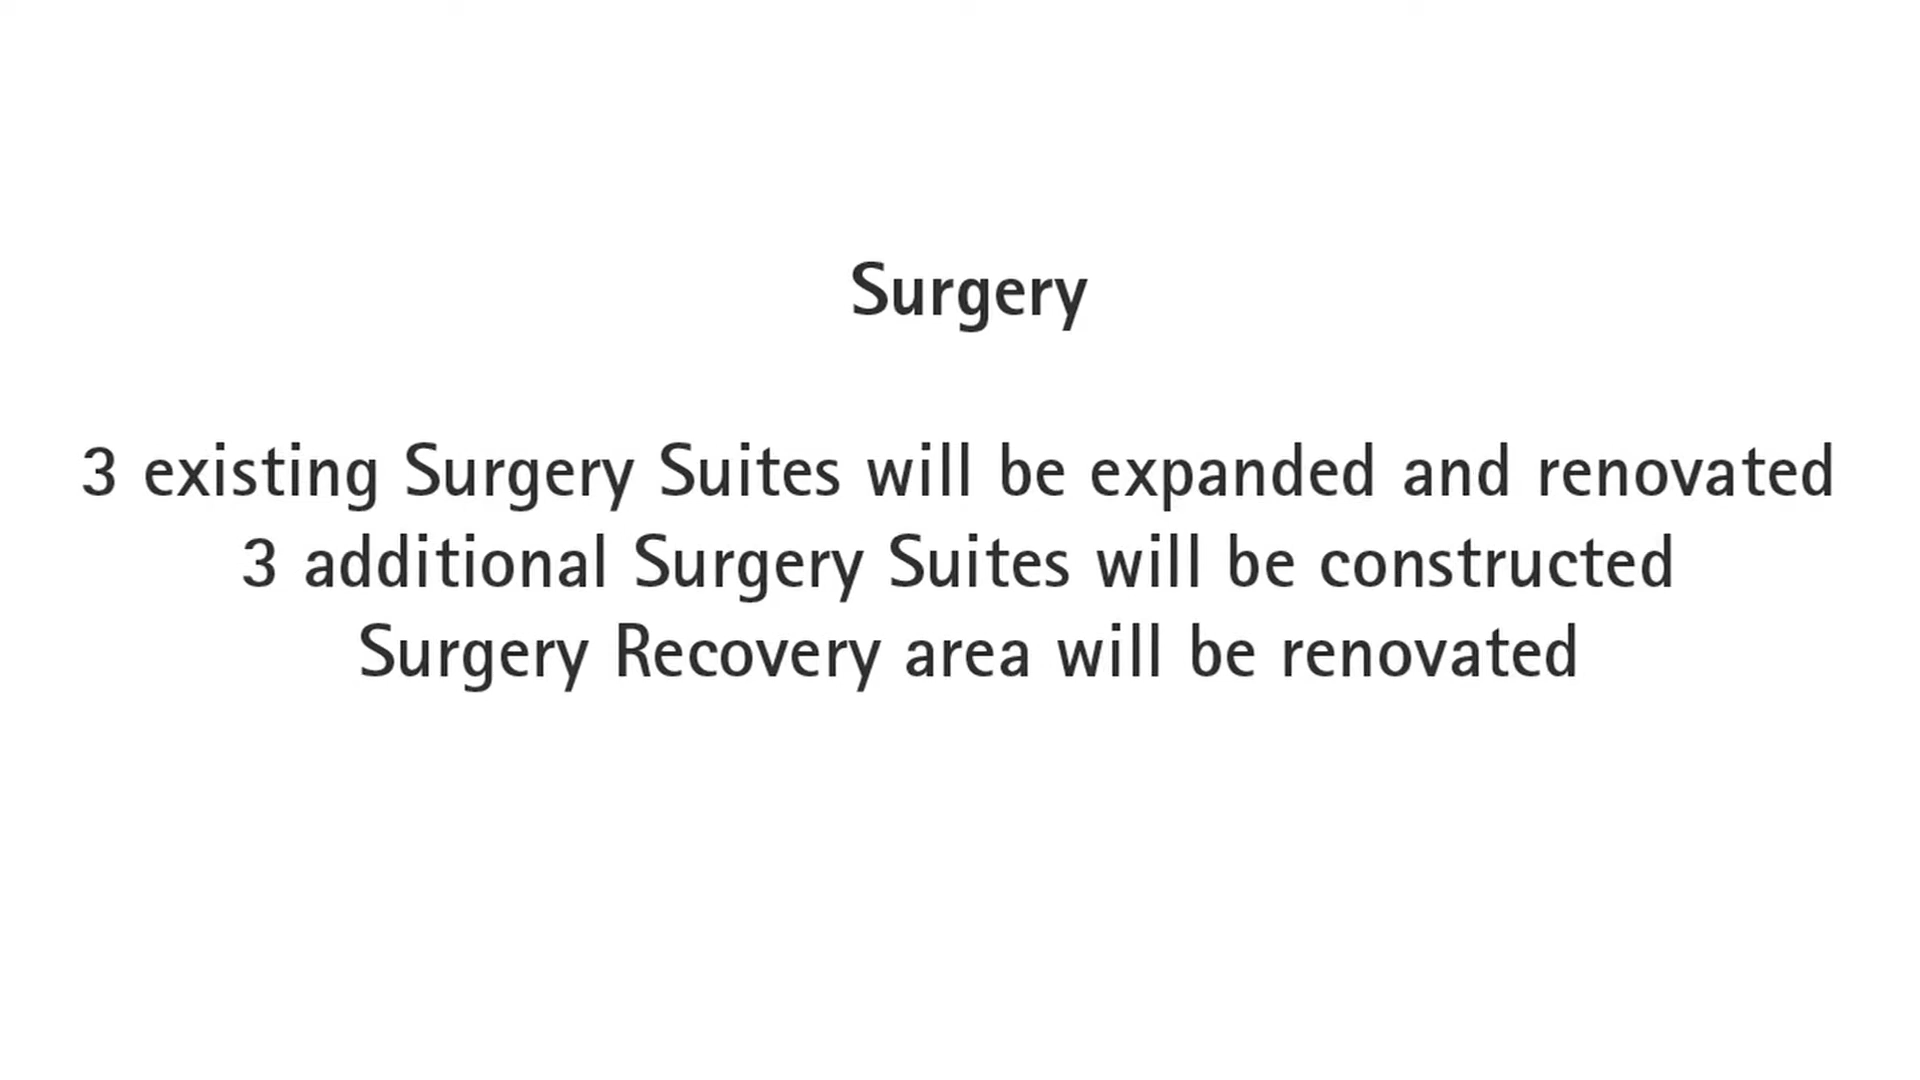 Surgery
3 existing Surgery Suites will be expanded and renovated
3 additional Surgery Suites will be constructed
Surgery Recovery area will be renovated